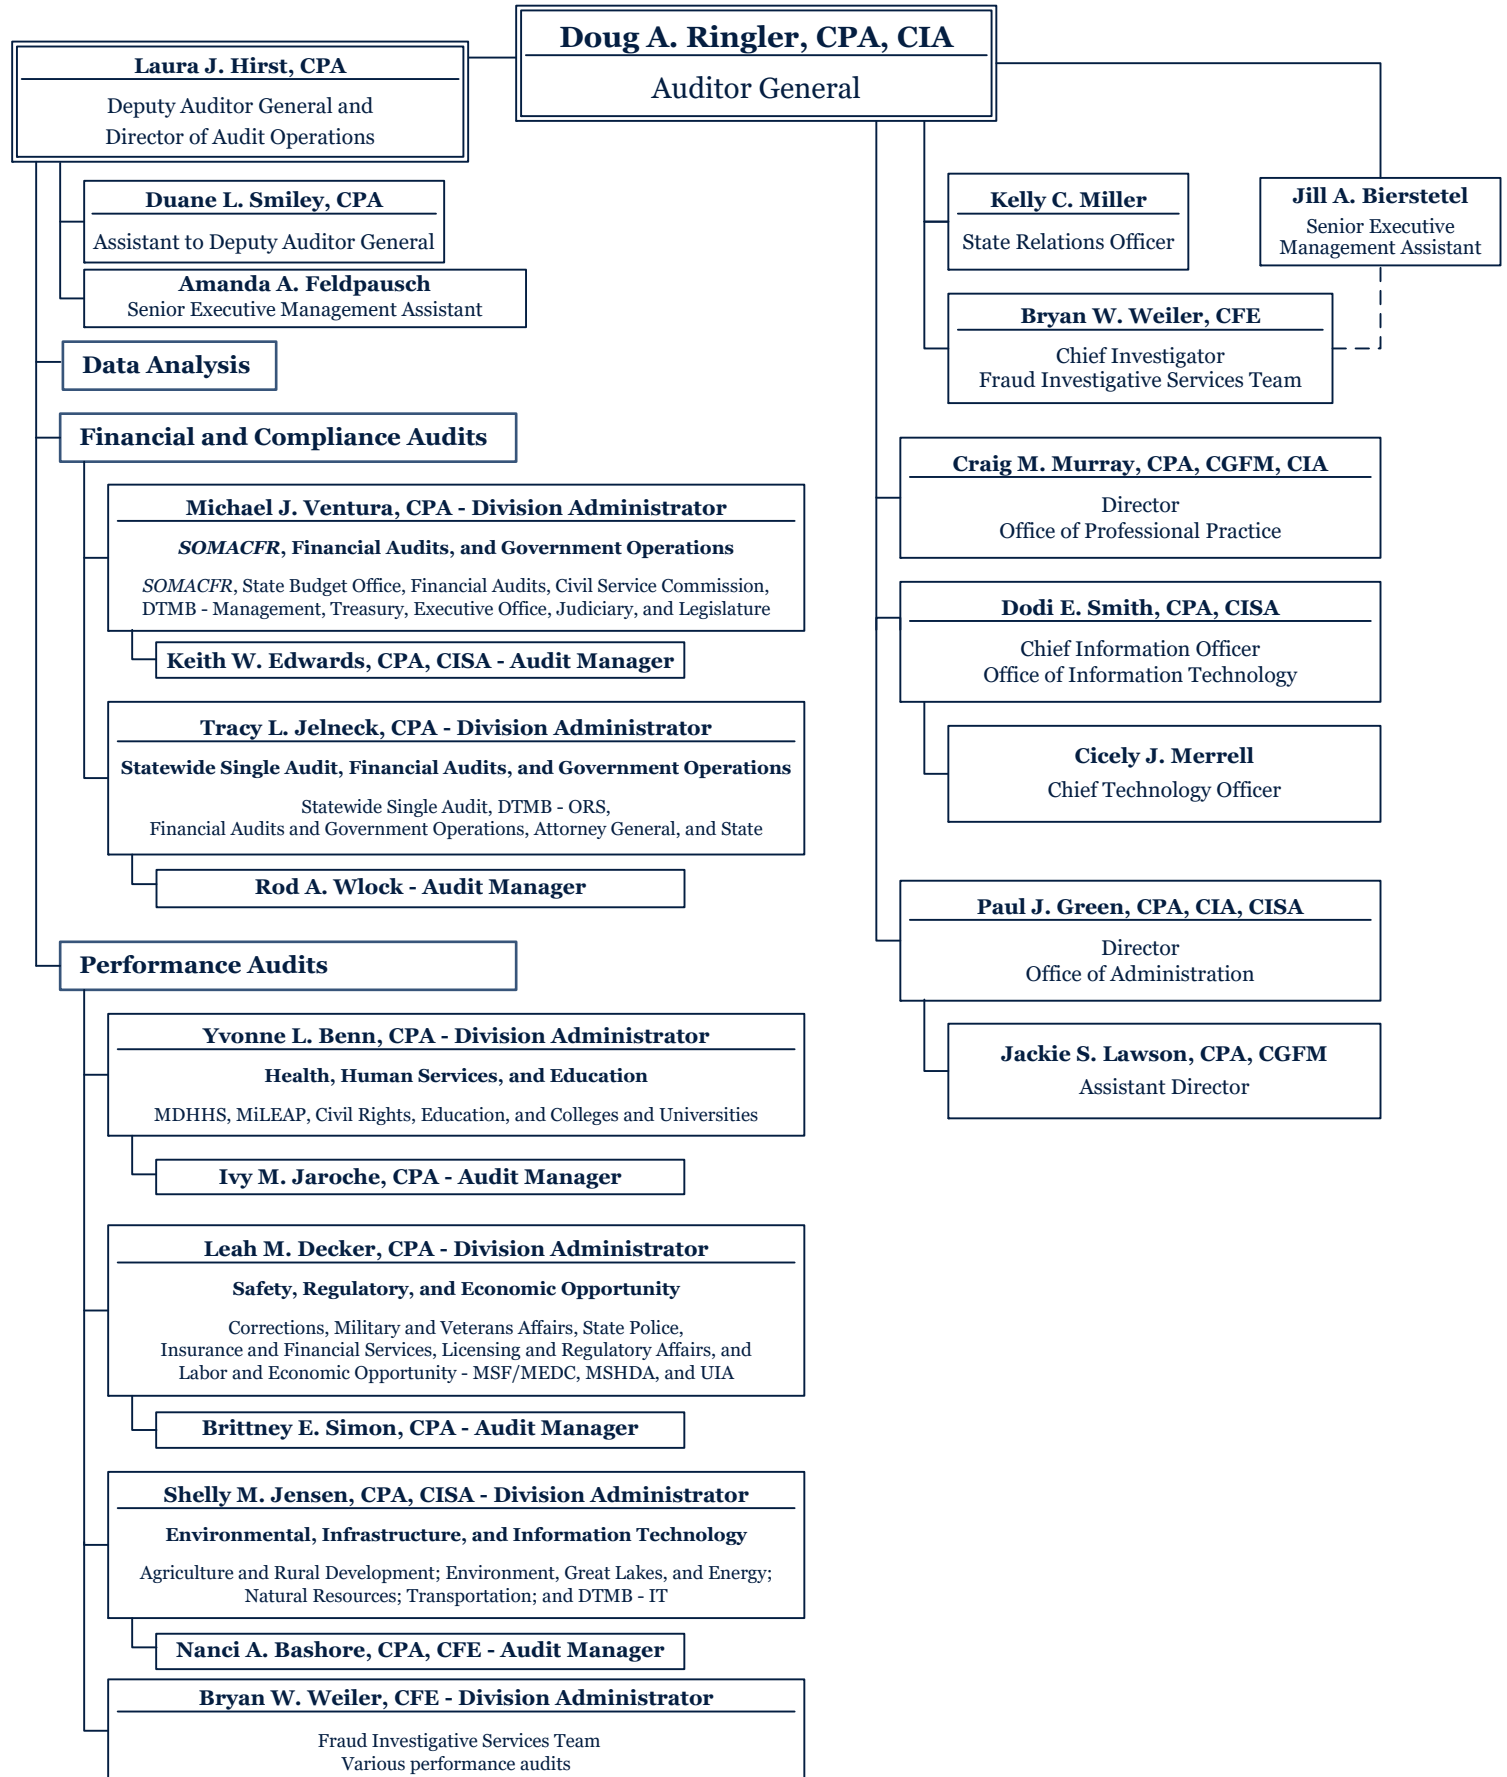 Doug A. Ringler, CPA, CIA
Auditor General
Laura J. Hirst, CPA
Deputy Auditor General and
Director of Audit Operations
Duane L. Smiley, CPA
Assistant to Deputy Auditor General
Amanda A. Feldpausch
Senior Executive Management Assistant
Data Analysis
Financial and Compliance Audits
Michael J. Ventura, CPA - Division Administrator
SOMACFR, Financial Audits, and Government Operations
SOMACFR, State Budget Office, Financial Audits, Civil Service Commission,
DTMB - Management, Treasury, Executive Office, Judiciary, and Legislature
Keith W. Edwards, CPA, CISA - Audit Manager
Tracy L. Jelneck, CPA - Division Administrator
Statewide Single Audit, Financial Audits, and Government Operations
Statewide Single Audit, DTMB - ORS,
Financial Audits and Government Operations, Attorney General, and State
Rod A. Wlock - Audit Manager
Performance Audits
Yvonne L. Benn, CPA - Division Administrator
Health, Human Services, and Education
MDHHS, MiLEAP, Civil Rights, Education, and Colleges and Universities
Ivy M. Jaroche, CPA - Audit Manager
Leah M. Decker, CPA - Division Administrator
Safety, Regulatory, and Economic Opportunity
Corrections, Military and Veterans Affairs, State Police,
Insurance and Financial Services, Licensing and Regulatory Affairs, and
Labor and Economic Opportunity - MSF/MEDC, MSHDA, and UIA
Brittney E. Simon, CPA - Audit Manager
Shelly M. Jensen, CPA, CISA - Division Administrator
Environmental, Infrastructure, and Information Technology
Agriculture and Rural Development; Environment, Great Lakes, and Energy;
Natural Resources; Transportation; and DTMB - IT
Nanci A. Bashore, CPA, CFE - Audit Manager
Bryan W. Weiler, CFE - Division Administrator
Fraud Investigative Services Team
Various performance audits
Kelly C. Miller
State Relations Officer
Jill A. Bierstetel
Senior Executive
Management Assistant
Bryan W. Weiler, CFE
Chief Investigator
Fraud Investigative Services Team
Craig M. Murray, CPA, CGFM, CIA
Director
Office of Professional Practice
Dodi E. Smith, CPA, CISA
Chief Information Officer
Office of Information Technology
Cicely J. Merrell
Chief Technology Officer
Paul J. Green, CPA, CIA, CISA
Director
Office of Administration
Jackie S. Lawson, CPA, CGFM
Assistant Director